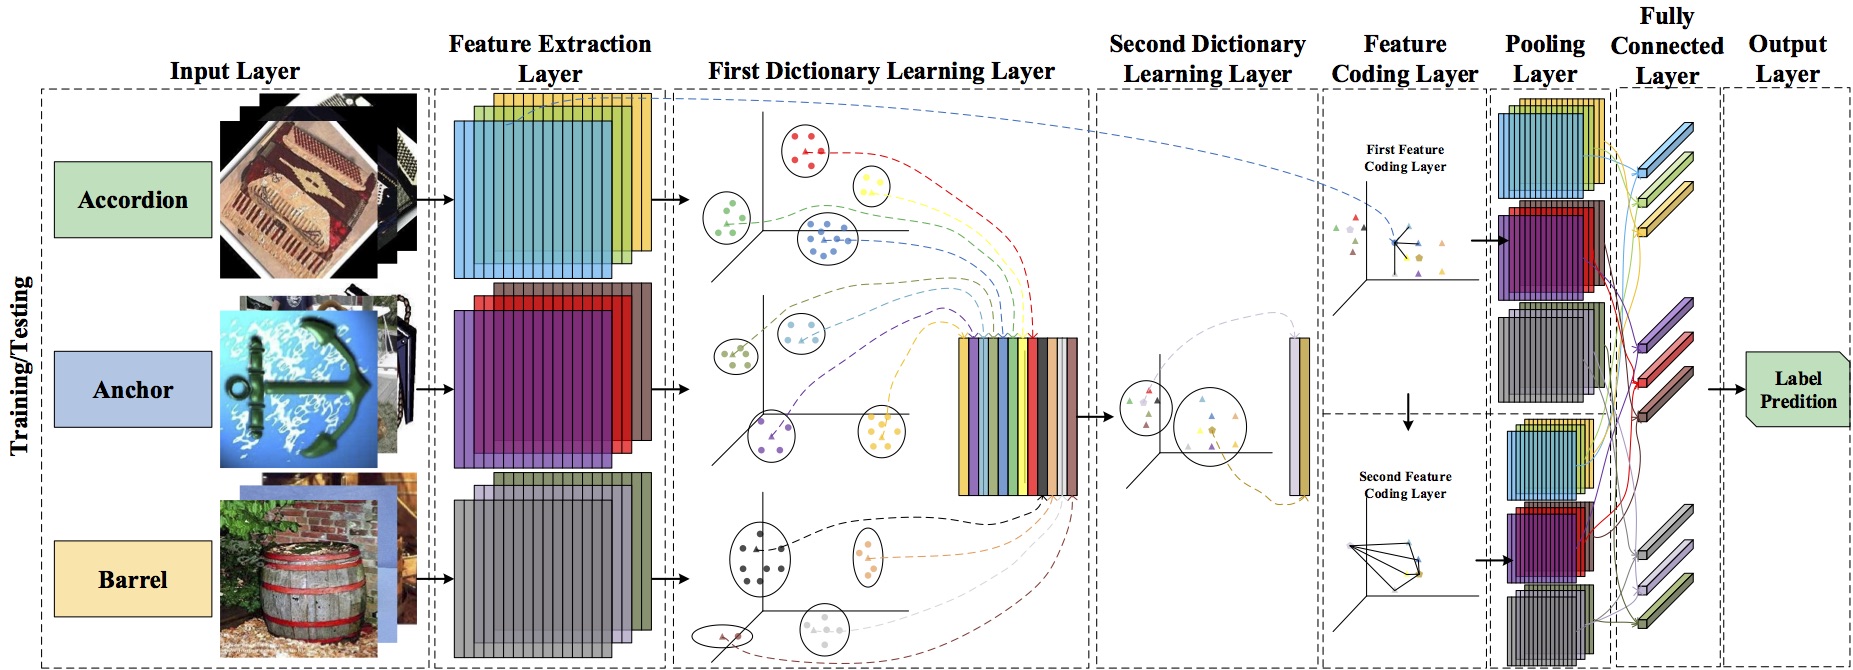 Input Layer
Feature Extraction
Layer
First Dictionary Learning Layer
Second Dictionary
Learning Layer
Feature
Coding Layer
Pooling
Layer
Fully
Connected
Layer
Output
Layer
Training/Testing
Accordion
Anchor
Barrel
First Feature
Coding Layer
Second Feature
Coding Layer
Label
Predition